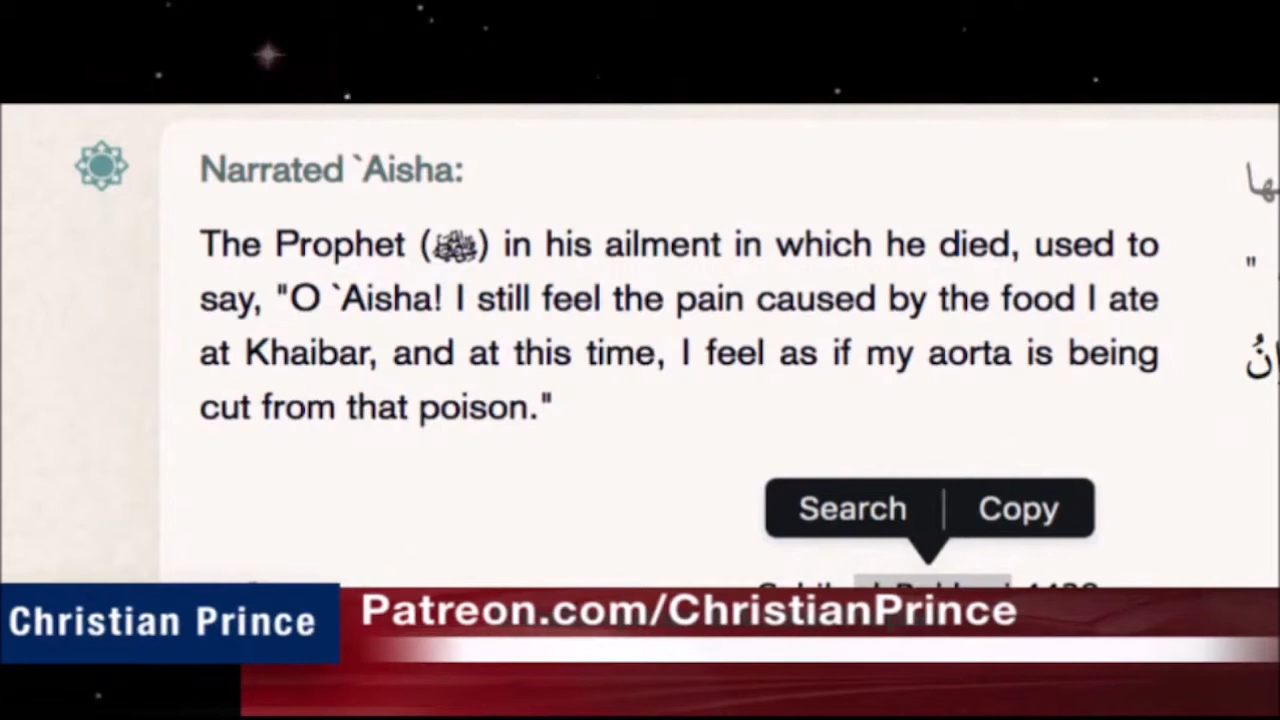 Narrated `Aisha:
The Prophet (ﷺ) in his ailment in which he died, used to
say, "O `Aisha! I still feel the pain caused by the food I ate
at Khaibar, and at this time, I feel as if my aorta is being
cut from that poison."
Search Copy
Christian Prince
Patreon.com/ChristianPrince